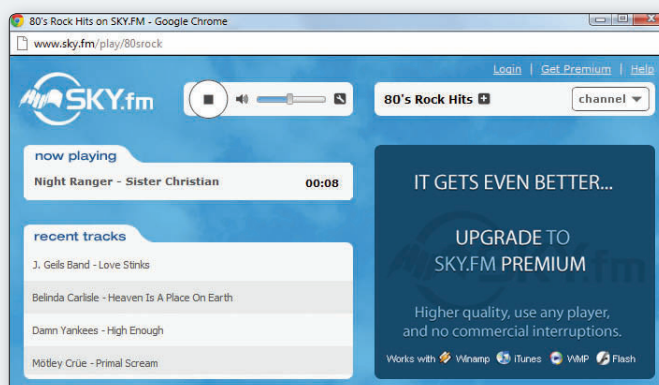 80's Rock Hits on SKY.FM - Google Chrome
www.sky.fm/play/80srock
Login | Get Premium | Help
SKY.fm
80's Rock Hits
channel
now playing
Night Ranger - Sister Christian 00:08
recent tracks
J. Geils Band - Love Stinks
Belinda Carlisle - Heaven Is A Place On Earth
Damn Yankees - High Enough
Mötley Crüe - Primal Scream
IT GETS EVEN BETTER...
UPGRADE TO
SKY.FM PREMIUM
Higher quality, use any player,
and no commercial interruptions.
Works with Winamp iTunes WMP Flash